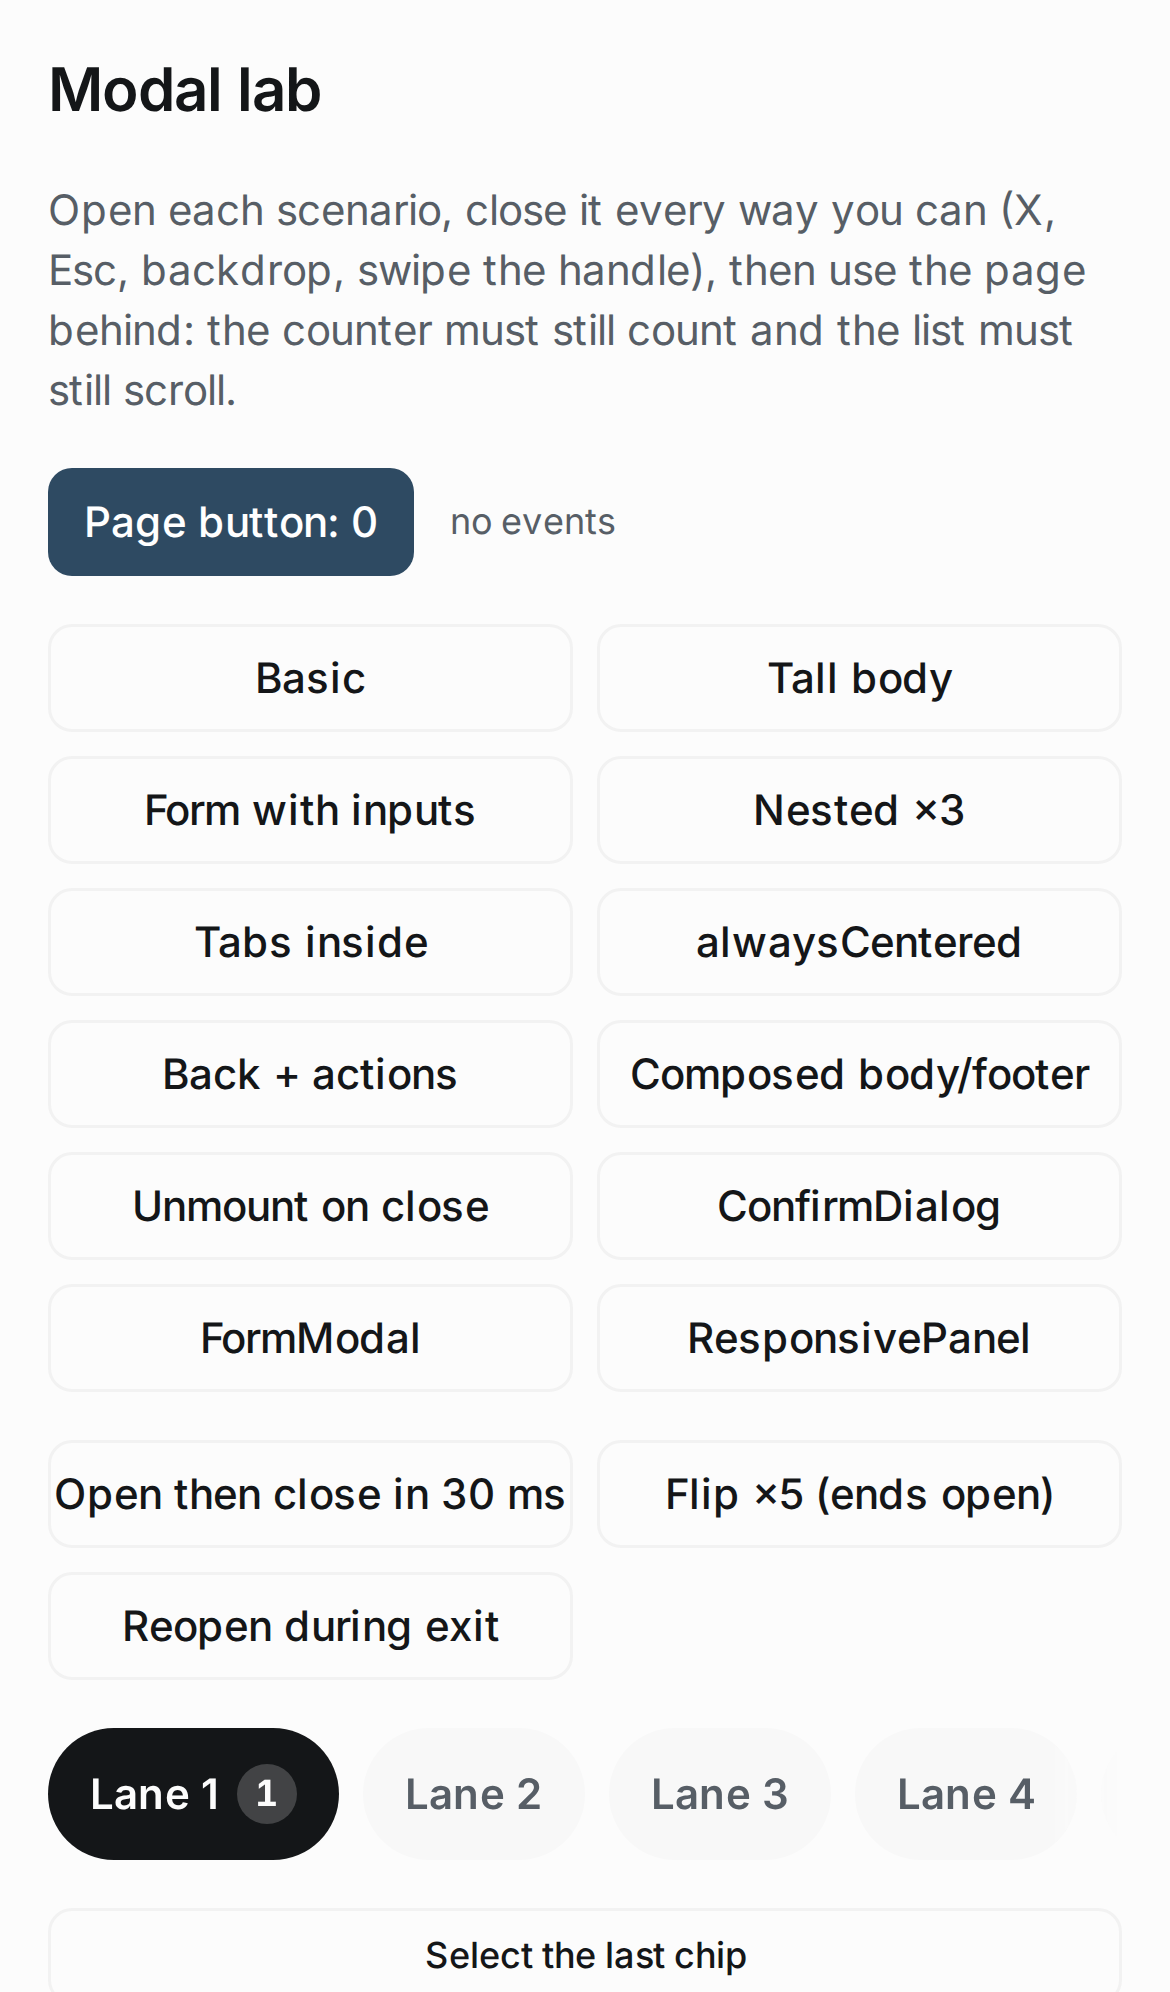 Modal lab
Open each scenario, close it every way you can (X,
Esc, backdrop, swipe the handle), then use the page
behind: the counter must still count and the list must
still scroll.
Page button: 0
no events
Basic
Tall body
Form with inputs
Nested ×3
Tabs inside
alwaysCentered
Back + actions
Composed body/footer
Unmount on close
ConfirmDialog
FormModal
ResponsivePanel
Open then close in 30 ms
Flip ×5 (ends open)
Reopen during exit
Lane 1 1
Lane 2
Lane 3
Lane 4
Select the last chip